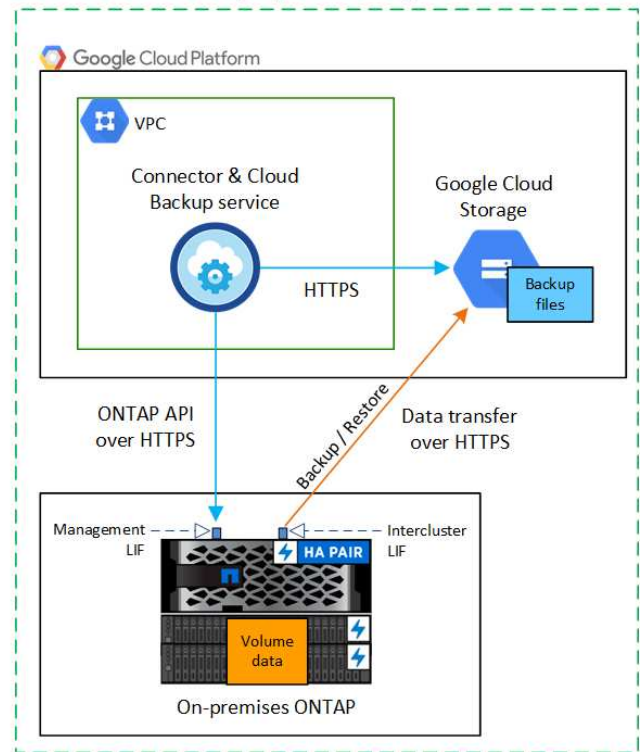 Google Cloud Platform
VPC
Connector & Cloud
Backup service
Google Cloud
Storage
HTTPS
Backup
files
ONTAP API
over HTTPS
Backup / Restore
Data transfer
over HTTPS
Management
LIF
Intercluster
LIF
HA PAIR
Volume
data
On-premises ONTAP